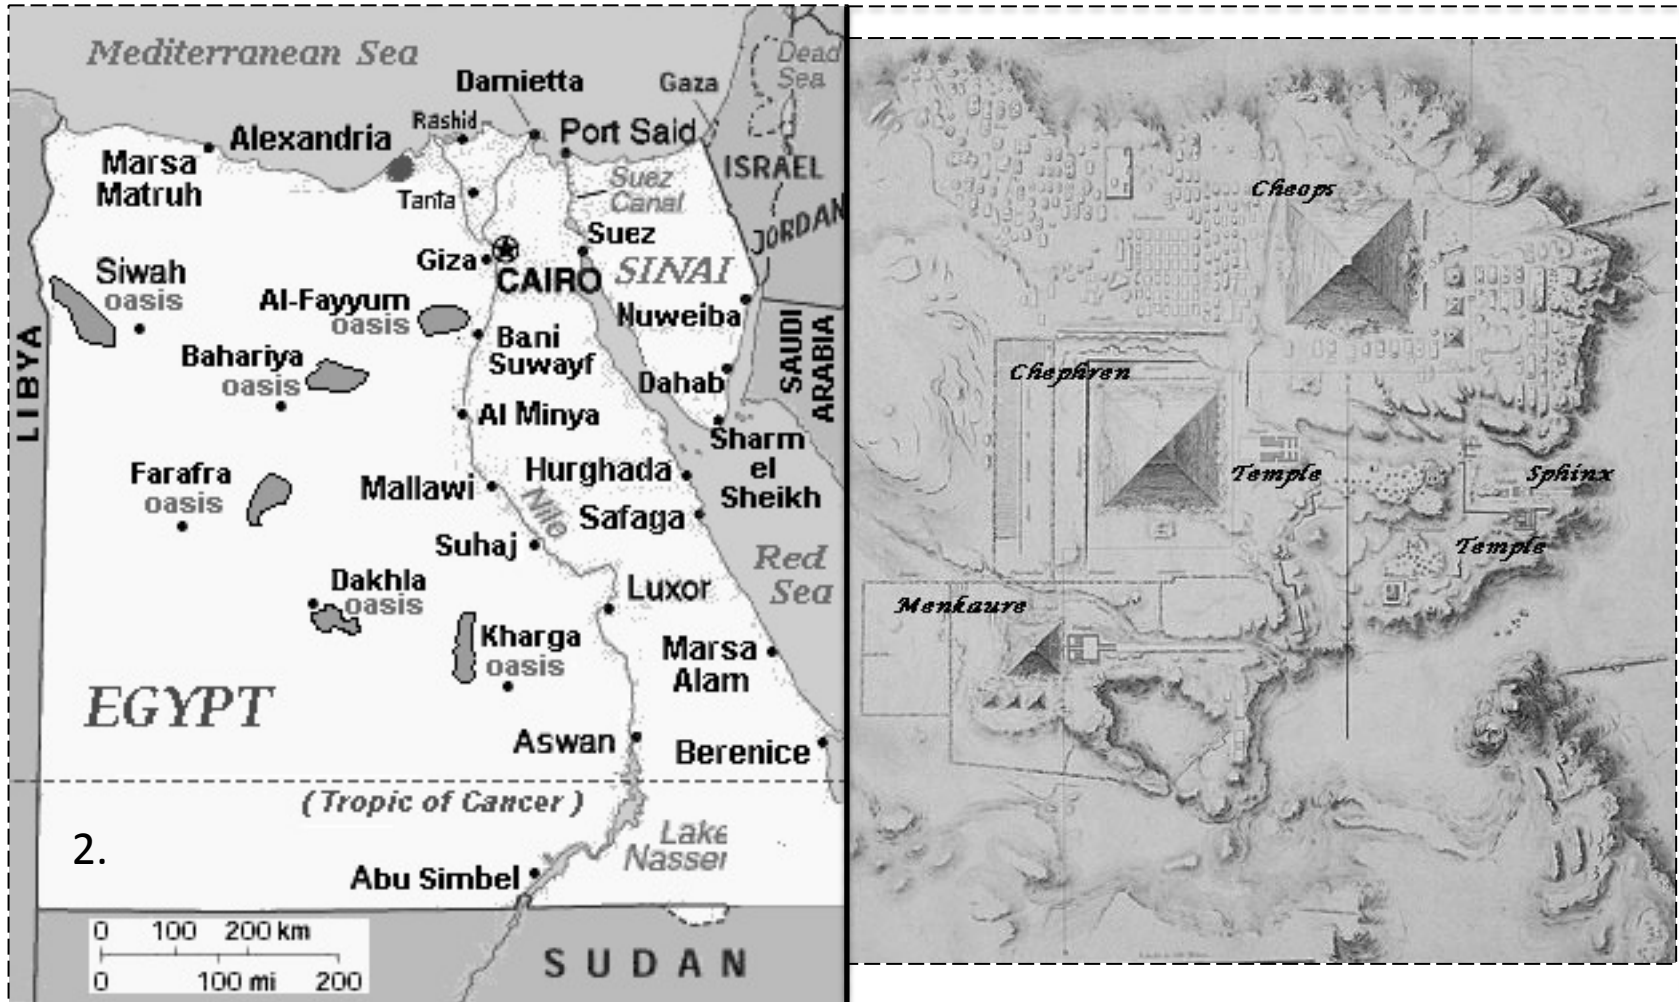 Mediterranean Sea
Dead
Sea
Damietta
Gaza
Rashid
Alexandria
Port Said
Marsa
Matruh
ISRAEL
Suez
Canal
Tanta
JORDAN
Suez
Giza
CAIRO
SINAI
Siwah
oasis
Al-Fayyum
oasis
Nuweiba
Bani
Suwayf
Bahariya
oasis
LIBYA
SAUDI
ARABIA
Dahab
Al Minya
Sharm
el
Sheikh
Farafra
oasis
Mallawi
Hurghada
Nile
Safaga
Suhaj
Red
Sea
Dakhla
oasis
Luxor
Kharga
oasis
Marsa
Alam
EGYPT
Aswan
Berenice
(Tropic of Cancer)
2.
Lake
Nasser
Abu Simbel
0 100 200 km
0 100 mi 200
SUDAN
Cheops
Chephren
Temple
Sphinx
Temple
Menkaure